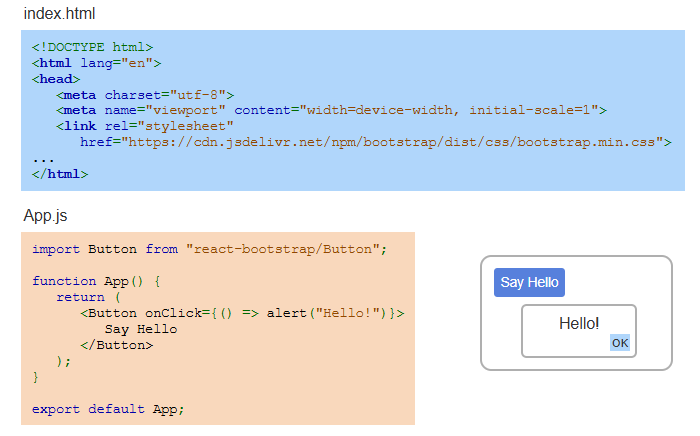 index.html
<!DOCTYPE html>
<html lang="en">
<head>
<meta charset="utf-8">
<meta name="viewport" content="width=device-width, initial-scale=1">
<link rel="stylesheet"
href="https://cdn.jsdelivr.net/npm/bootstrap/dist/css/bootstrap.min.css">
...
</html>
App.js
import Button from "react-bootstrap/Button";
function App() {
return (
<Button onClick={() => alert("Hello!")}>
Say Hello
</Button>
);
}
export default App;
Say Hello
Hello!
OK